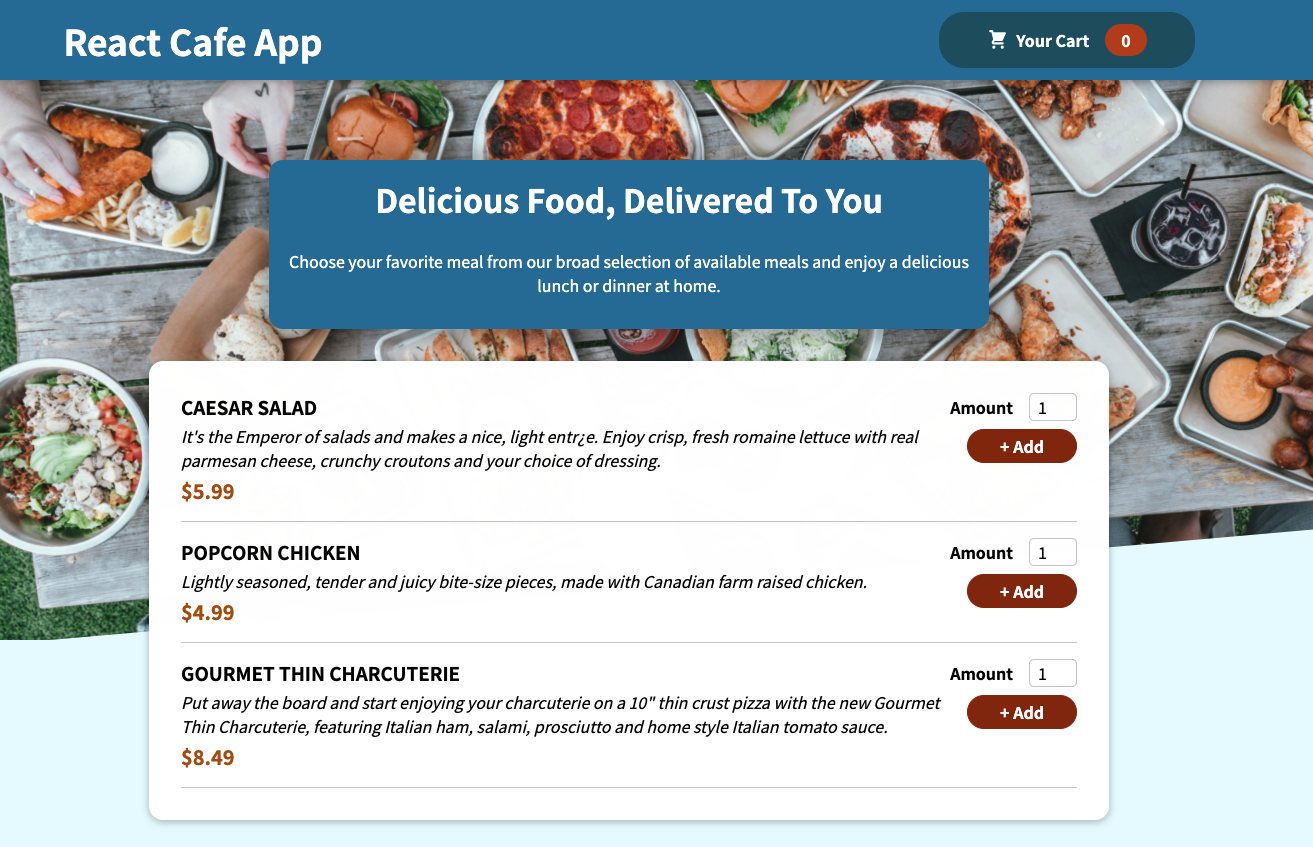 React Cafe App
Your Cart 0
Delicious Food, Delivered To You
Choose your favorite meal from our broad selection of available meals and enjoy a delicious
lunch or dinner at home.
CAESAR SALAD
Amount 1
It's the Emperor of salads and makes a nice, light entr¿e. Enjoy crisp, fresh romaine lettuce with real
parmesan cheese, crunchy croutons and your choice of dressing.
+ Add
$5.99
POPCORN CHICKEN
Amount 1
Lightly seasoned, tender and juicy bite-size pieces, made with Canadian farm raised chicken.
+ Add
$4.99
GOURMET THIN CHARCUTERIE
Amount 1
Put away the board and start enjoying your charcuterie on a 10" thin crust pizza with the new Gourmet
Thin Charcuterie, featuring Italian ham, salami, prosciutto and home style Italian tomato sauce.
+ Add
$8.49